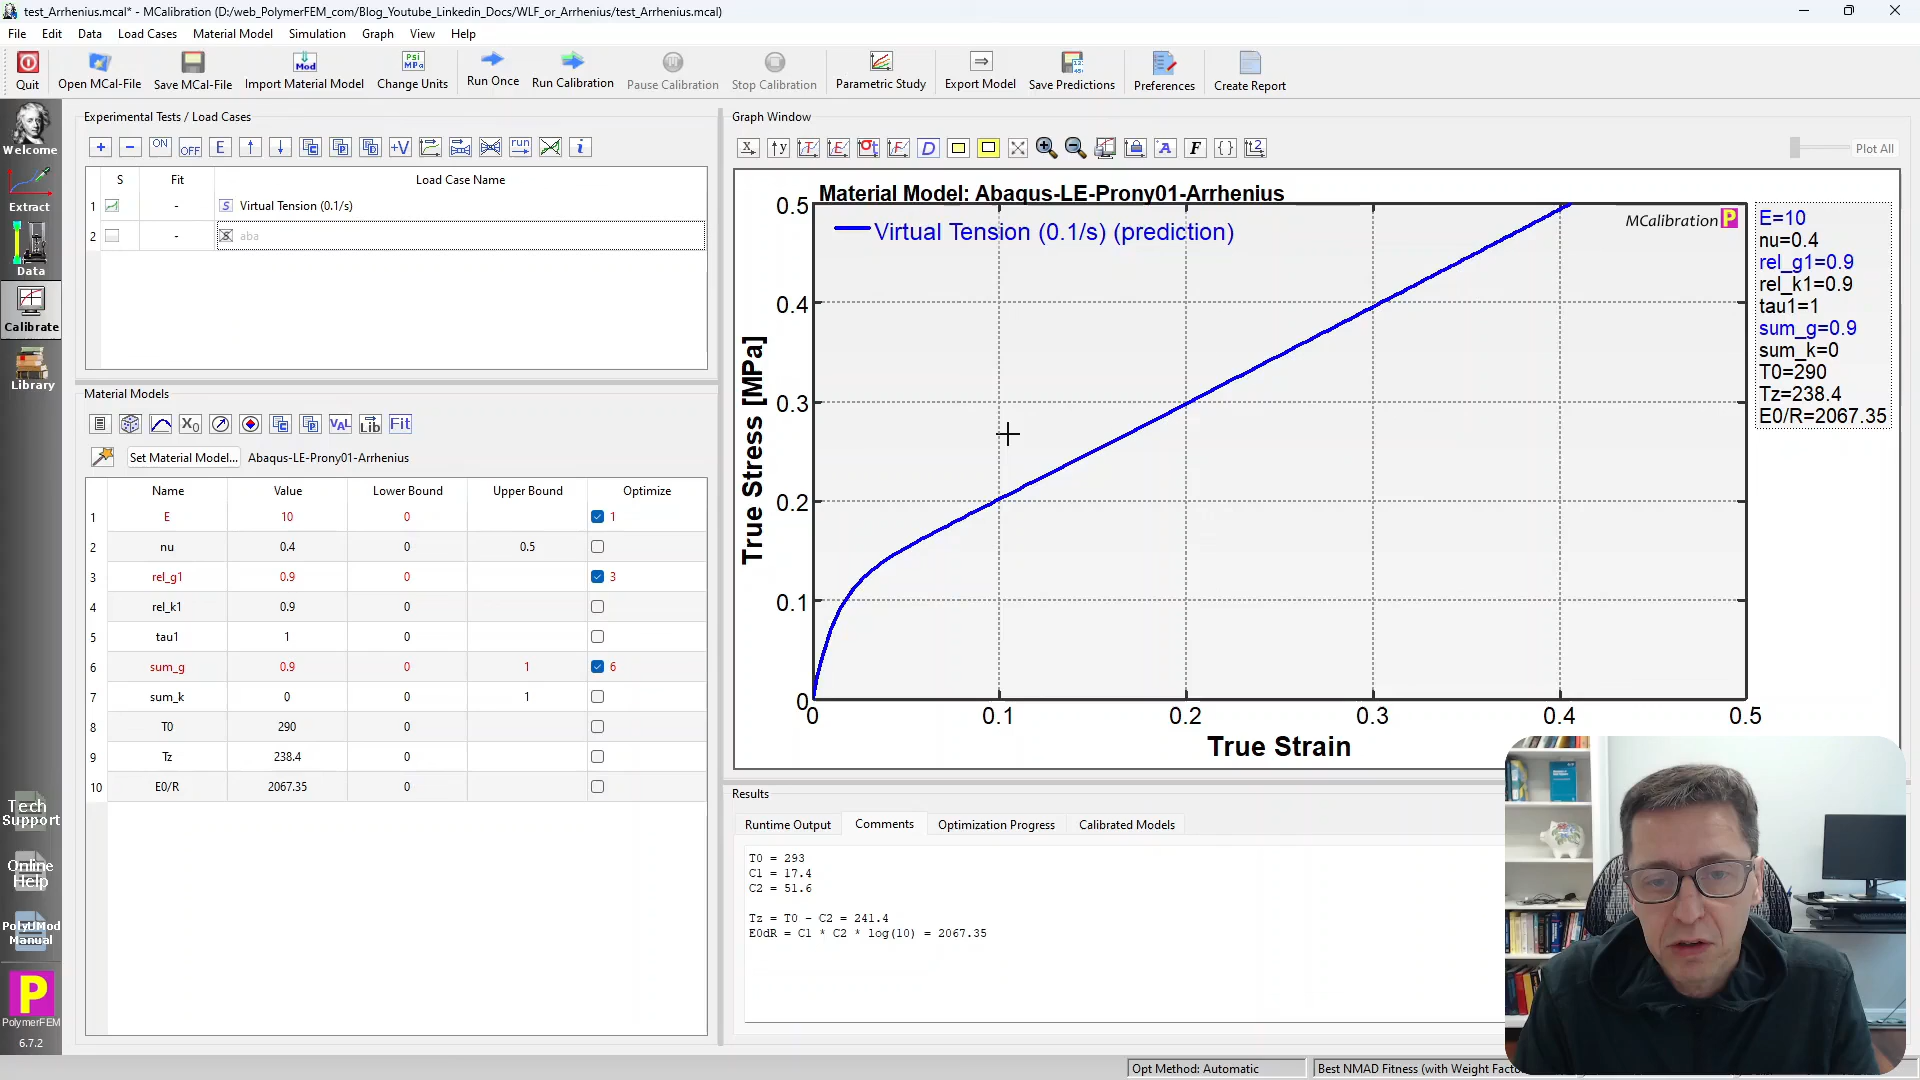 test_Arrhenius.mcal* - MCalibration (D:/web_PolymerFEM_com/Blog_Youtube_Linkedin_Docs/WLF_or_Arrhenius/test_Arrhenius.mcal)
File Edit Data Load Cases Material Model Simulation Graph View Help
Quit Open MCal-File Save MCal-File Import Material Model Change Units Run Once Run Calibration Pause Calibration Stop Calibration Parametric Study Export Model Save Predictions Preferences Create Report
Welcome
Extract
Data
Calibrate
Library
Tech
Support
Online
Help
PolyUMod
Manual
PolymerFEM
6.7.2
Experimental Tests / Load Cases
ON OFF E +V run i
S Fit Load Case Name
1 - S Virtual Tension (0.1/s)
2 - S aba
Material Models
X0 VAL Lib Fit
Set Material Model... Abaqus-LE-Prony01-Arrhenius
Name Value Lower Bound Upper Bound Optimize
1 E 10 0 1
2 nu 0.4 0 0.5
3 rel_g1 0.9 0 3
4 rel_k1 0.9 0
5 tau1 1 0
6 sum_g 0.9 0 1 6
7 sum_k 0 1
8 T0 290 0
9 Tz 238.4 0
10 E0/R 2067.35 0
Graph Window
Plot All
Material Model: Abaqus-LE-Prony01-Arrhenius
Virtual Tension (0.1/s) (prediction)
MCalibration P
True Stress [MPa]
0.5
0.4
0.3
0.2
0.1
0
0 0.1 0.2 0.3 0.4 0.5
True Strain
E=10
nu=0.4
rel_g1=0.9
rel_k1=0.9
tau1=1
sum_g=0.9
sum_k=0
T0=290
Tz=238.4
E0/R=2067.35
Results
Runtime Output Comments Optimization Progress Calibrated Models
T0 = 293
C1 = 17.4
C2 = 51.6
Tz = T0 - C2 = 241.4
E0dR = C1 * C2 * log(10) = 2067.35
Opt Method: Automatic Best NMAD Fitness (with Weight